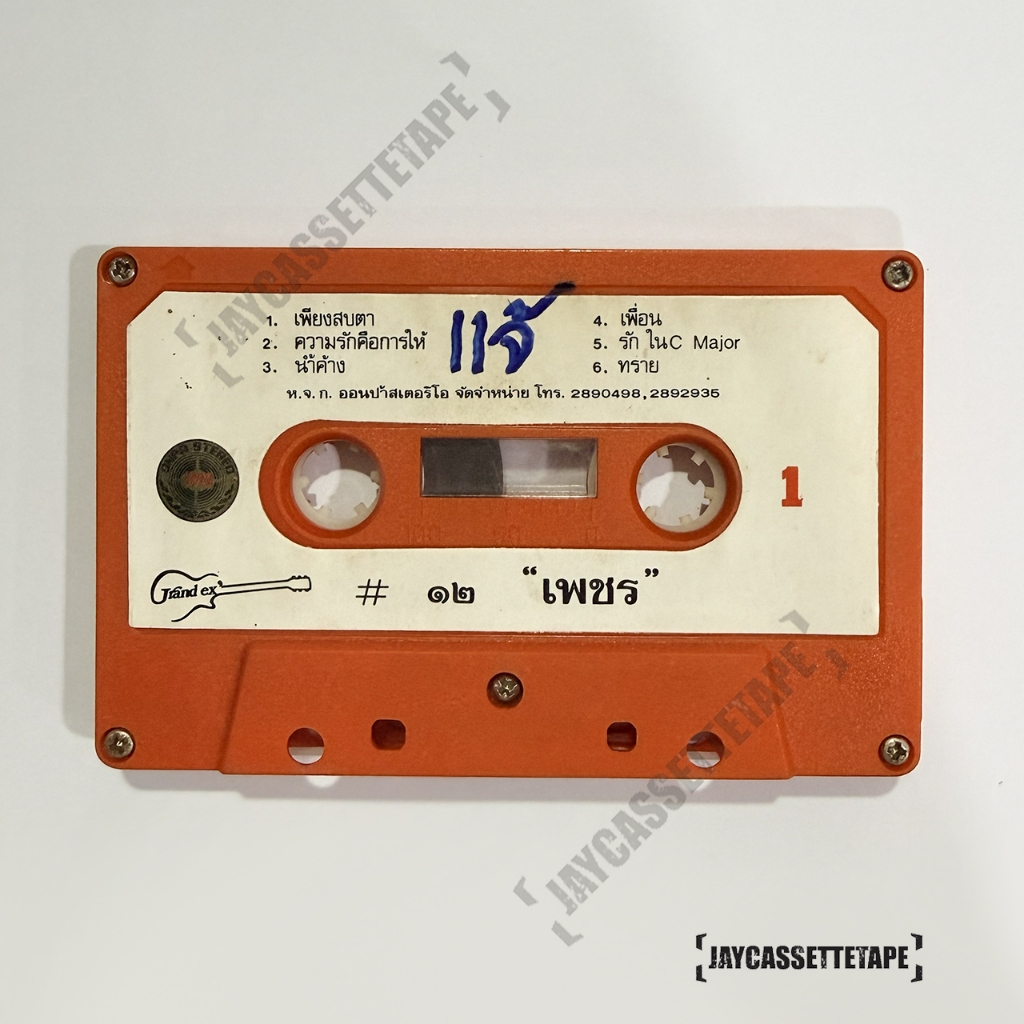 [JAYCASSETTETAPE]
1. เพียงสบตา
2. ความรักคือการให้
3. น้ำค้าง
แจ้
4. เพื่อน
5. รัก ในC Major
6. ทราย
ห.จ.ก. ออนป้าสเตอริโอ จัดจำหน่าย โทร. 2890498,2892935
STEREO
1
Grand ex'
# ๑๒ "เพชร"
[JAYCASSETTETAPE]
[JAYCASSETTETAPE]